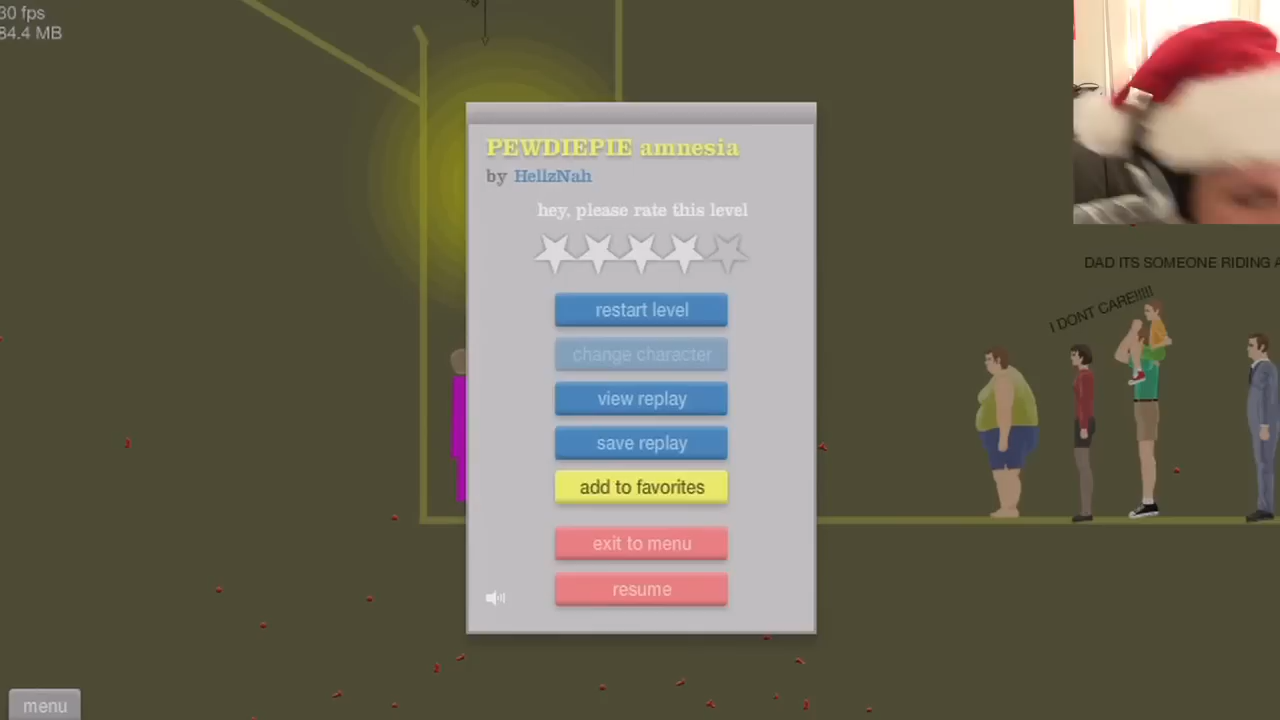 30 fps
84.4 MB
PEWDIEPIE amnesia
by HellzNah
hey, please rate this level
restart level
change character
view replay
save replay
add to favorites
exit to menu
resume
DAD ITS SOMEONE RIDING
I DONT CARE!!!!!
menu